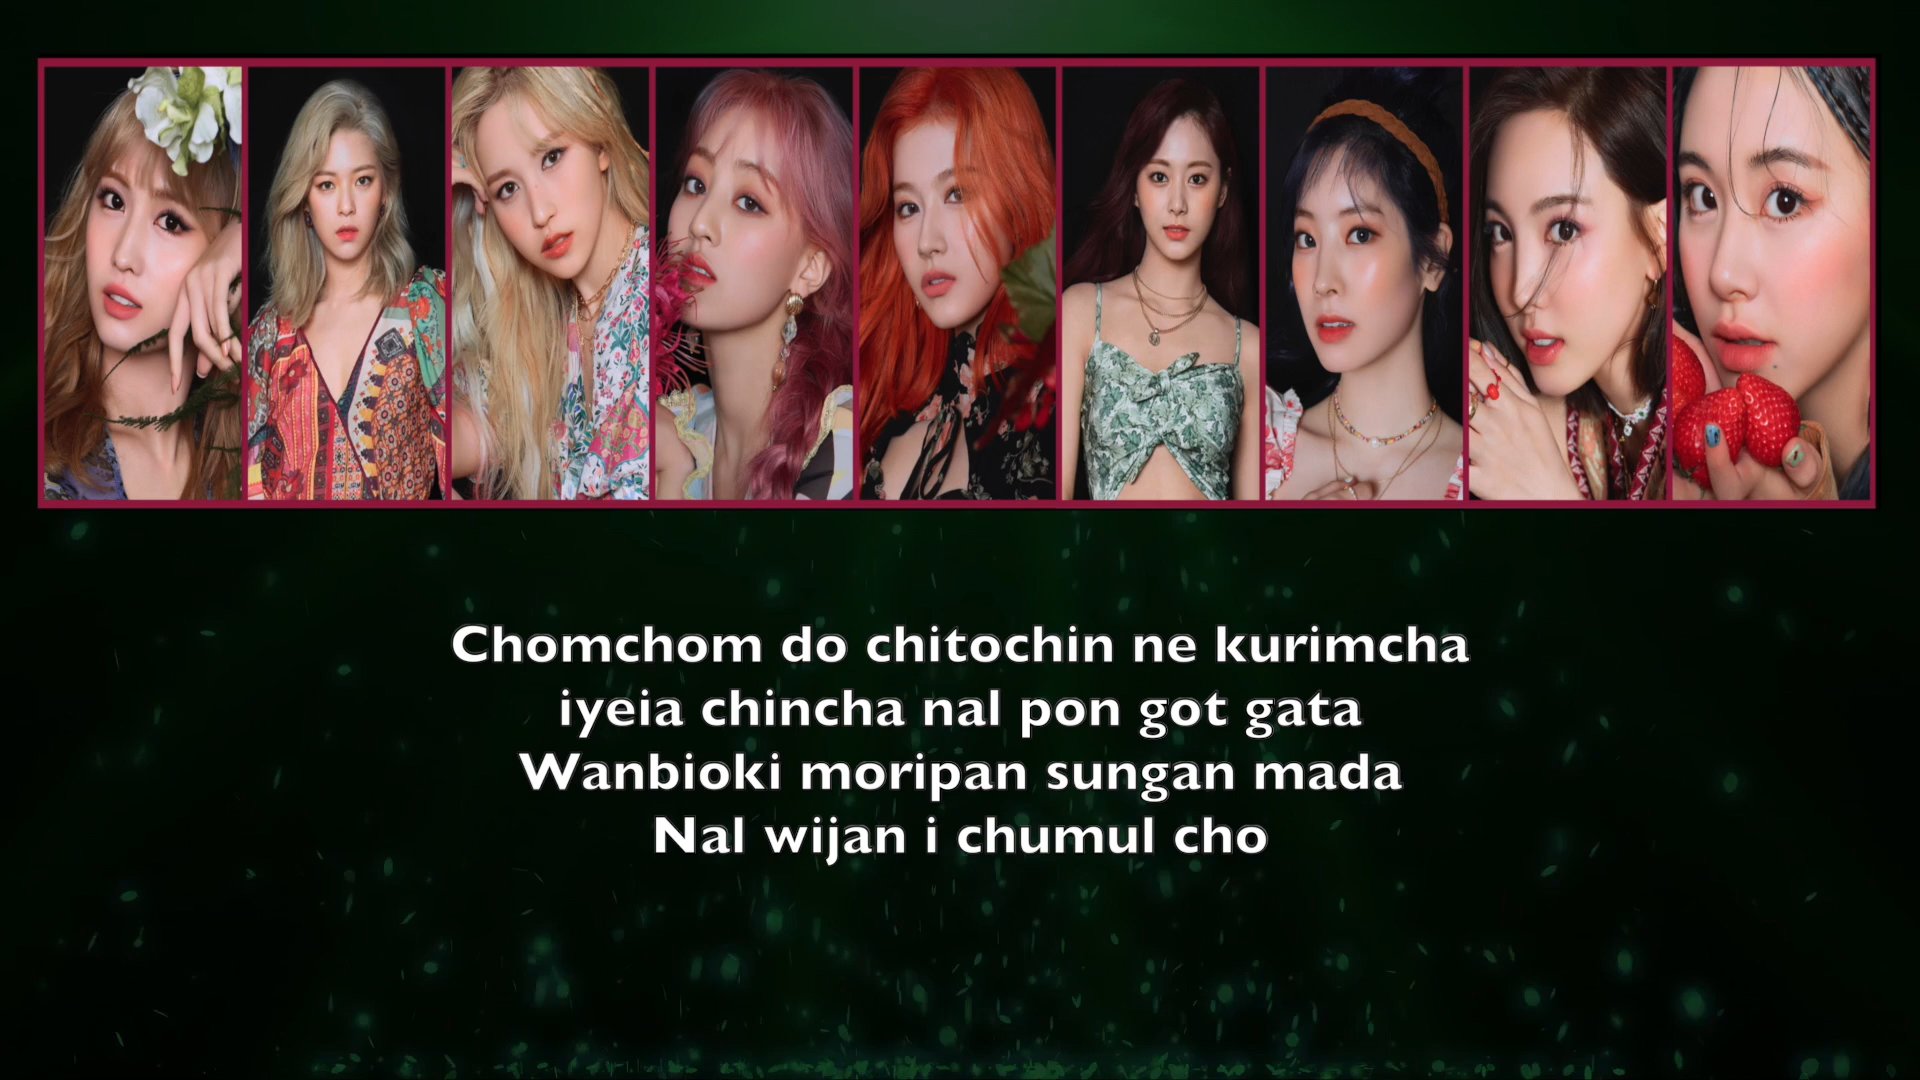 Chomchom do chitochin ne kurimcha
iyeia chincha nal pon got gata
Wanbioki moripan sungan mada
Nal wijan i chumul cho